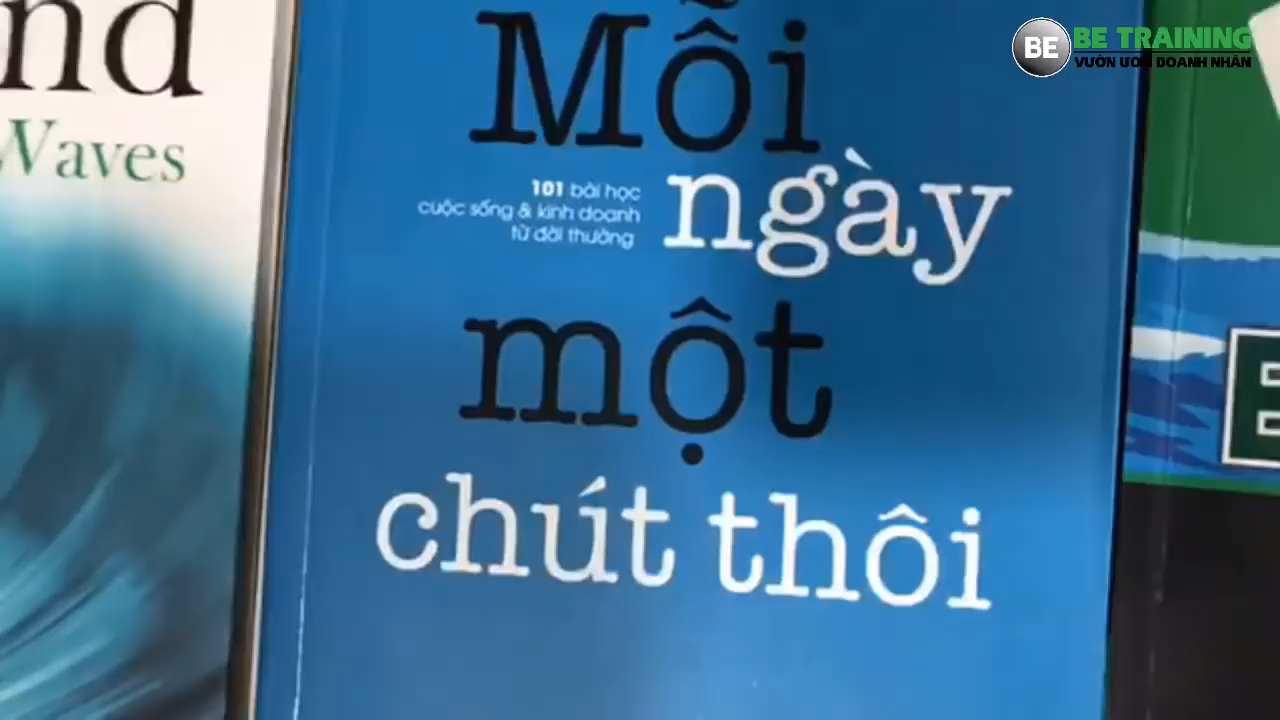 nd
Waves
Mỗi
ngày
101 bài học
cuộc sống & kinh doanh
từ đời thường
một
chút thôi
BE
BE TRAINING
VƯỜN ƯƠM DOANH NHÂN